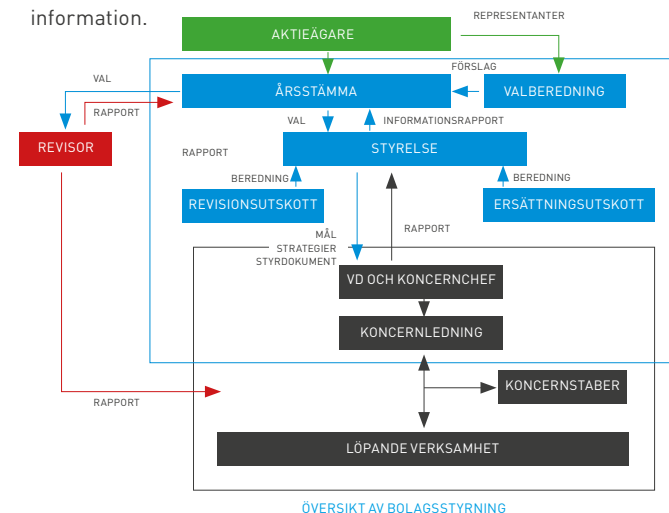 information.
REPRESENTANTER
AKTIEÄGARE
FÖRSLAG
VAL
ÅRSSTÄMMA
VALBEREDNING
RAPPORT
VAL
INFORMATIONSRAPPORT
REVISOR
RAPPORT
STYRELSE
BEREDNING
BEREDNING
REVISIONSUTSKOTT
ERSÄTTNINGSUTSKOTT
RAPPORT
MÅL
STRATEGIER
STYRDOKUMENT
VD OCH KONCERNCHEF
KONCERNLEDNING
KONCERNSTABER
RAPPORT
LÖPANDE VERKSAMHET
ÖVERSIKT AV BOLAGSSTYRNING